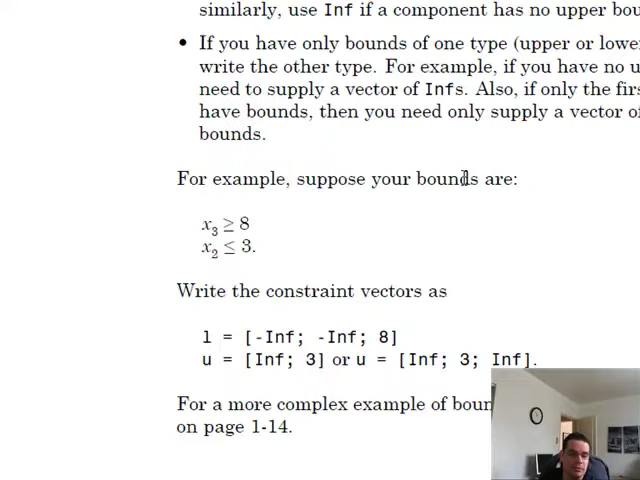 similarly, use Inf if a component has no upper
If you have only bounds of one type (upper or
write the other type. For example, if you have no
need to supply a vector of Infs. Also, if only the
have bounds, then you need only supply a vector
bounds.
For example, suppose your bounds are:
x₃ ≥ 8
x₂ ≤ 3.
Write the constraint vectors as
l = [-Inf; -Inf; 8]
u = [Inf; 3] or u = [Inf; 3; Inf].
For a more complex example of
on page 1-14.